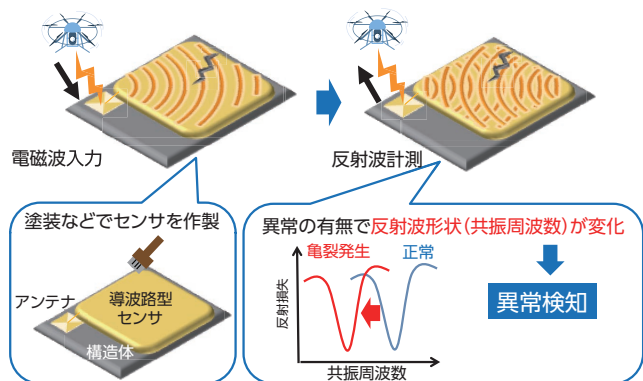 電磁波入力
反射波計測
塗装などでセンサを作製
アンテナ
導波路型
センサ
構造体
異常の有無で反射波形状(共振周波数)が変化
亀裂発生
正常
反射損失
共振周波数
異常検知